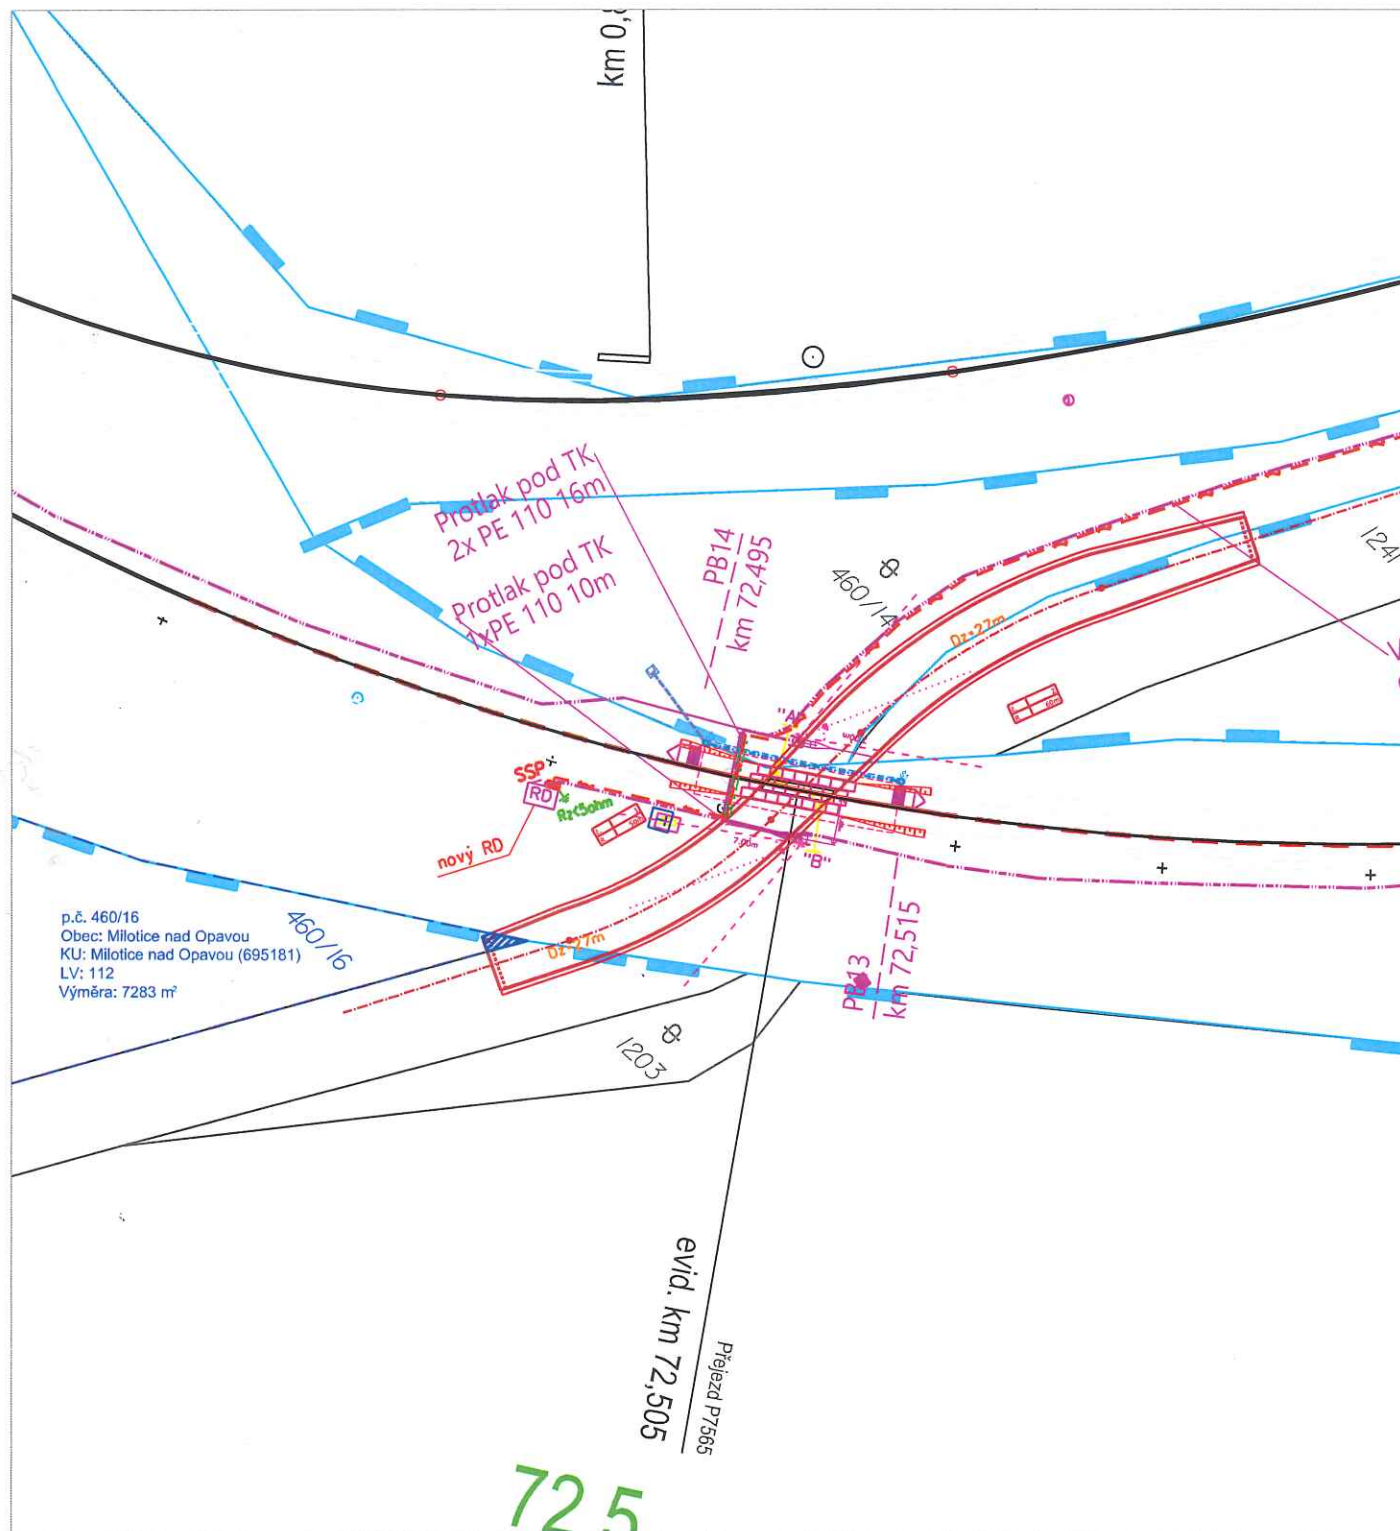 km 0,8
Protlak pod TK
2x PE 110 16m
Protlak pod TK
1xPE 110 10m
PB14
km 72,495
460/14
1241
Dz=27m
"A"
SSP
RD
Rz<5ohm
nový RD
7.00m
"B"
p.č. 460/16
Obec: Milotice nad Opavou
KU: Milotice nad Opavou (695181)
LV: 112
Výměra: 7283 m²
460/16
Dz=27m
PB13
km 72,515
1203
evid. km 72,505
Přejezd P7565
72,5